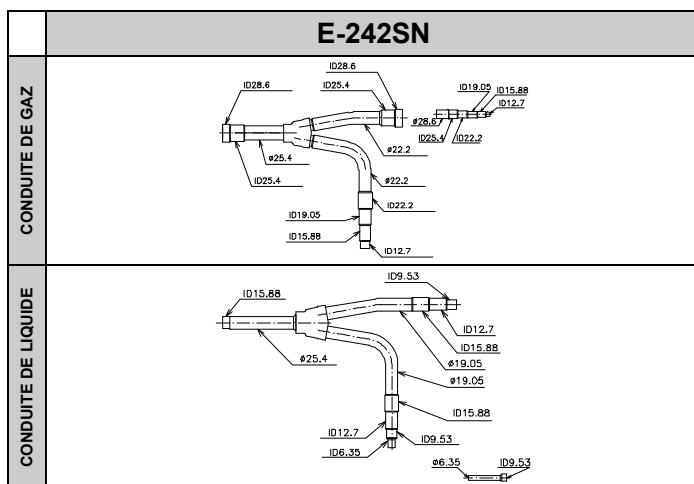 E-242SN
CONDUITE DE GAZ
ID28.6
ID25.4
ID28.6
ø25.4
ID25.4
ø22.2
ø22.2
ID22.2
ID19.05
ID15.88
ID12.7
ID19.05
ID15.88
ID12.7
ø28.6
ID25.4
ID22.2
CONDUITE DE LIQUIDE
ID15.88
ø25.4
ID9.53
ID12.7
ID15.88
ø19.05
ø19.05
ID15.88
ID12.7
ID9.53
ID6.35
ø6.35
ID9.53